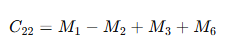 C₂₂ = M₁ − M₂ + M₃ + M₆